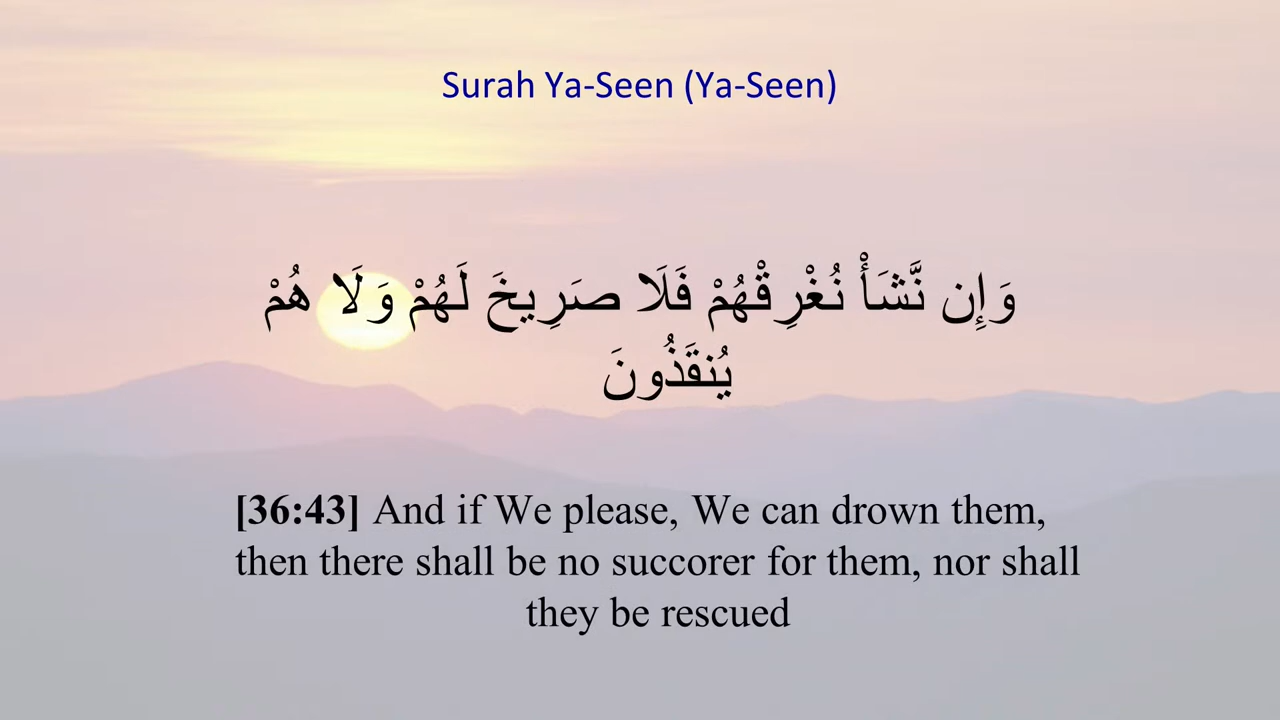 Surah Ya-Seen (Ya-Seen)
وَإِن نَّشَأْ نُغْرِقْهُمْ فَلَا صَرِيخَ لَهُمْ وَلَا هُمْ
يُنقَذُونَ
[36:43] And if We please, We can drown them,
then there shall be no succorer for them, nor shall
they be rescued